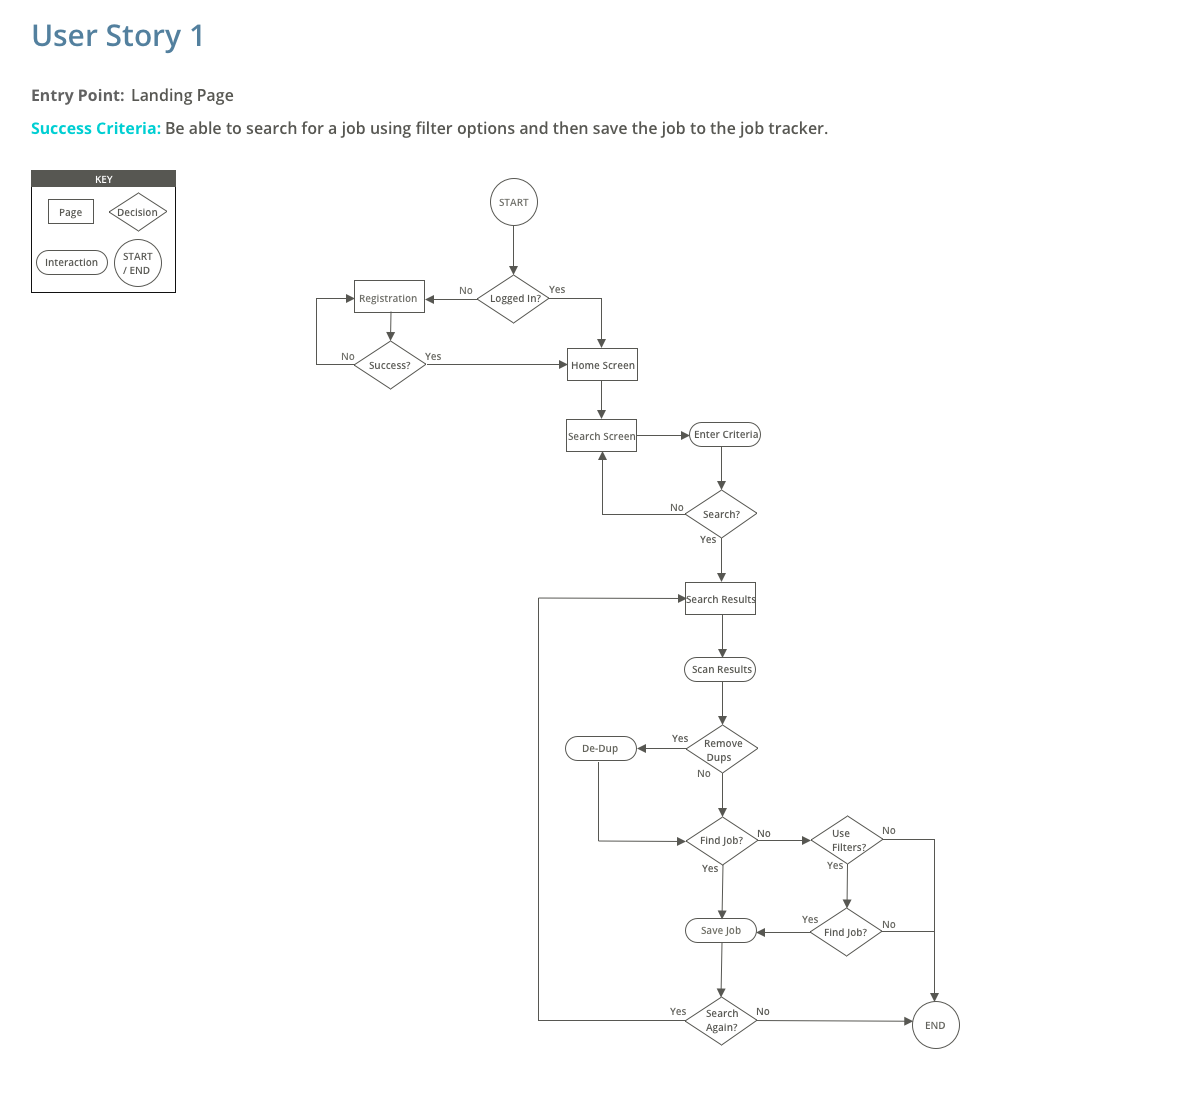 User Story 1
Entry Point: Landing Page
Success Criteria: Be able to search for a job using filter options and then save the job to the job tracker.
KEY
Page
Decision
Interaction
START
/ END
START
Logged In?
No
Yes
Registration
Success?
No
Yes
Home Screen
Search Screen
Enter Criteria
Search?
No
Yes
Search Results
Scan Results
Remove
Dups
Yes
No
De-Dup
Find Job?
No
Yes
Use
Filters?
No
Yes
Find Job?
Yes
No
Save Job
Search
Again?
Yes
No
END